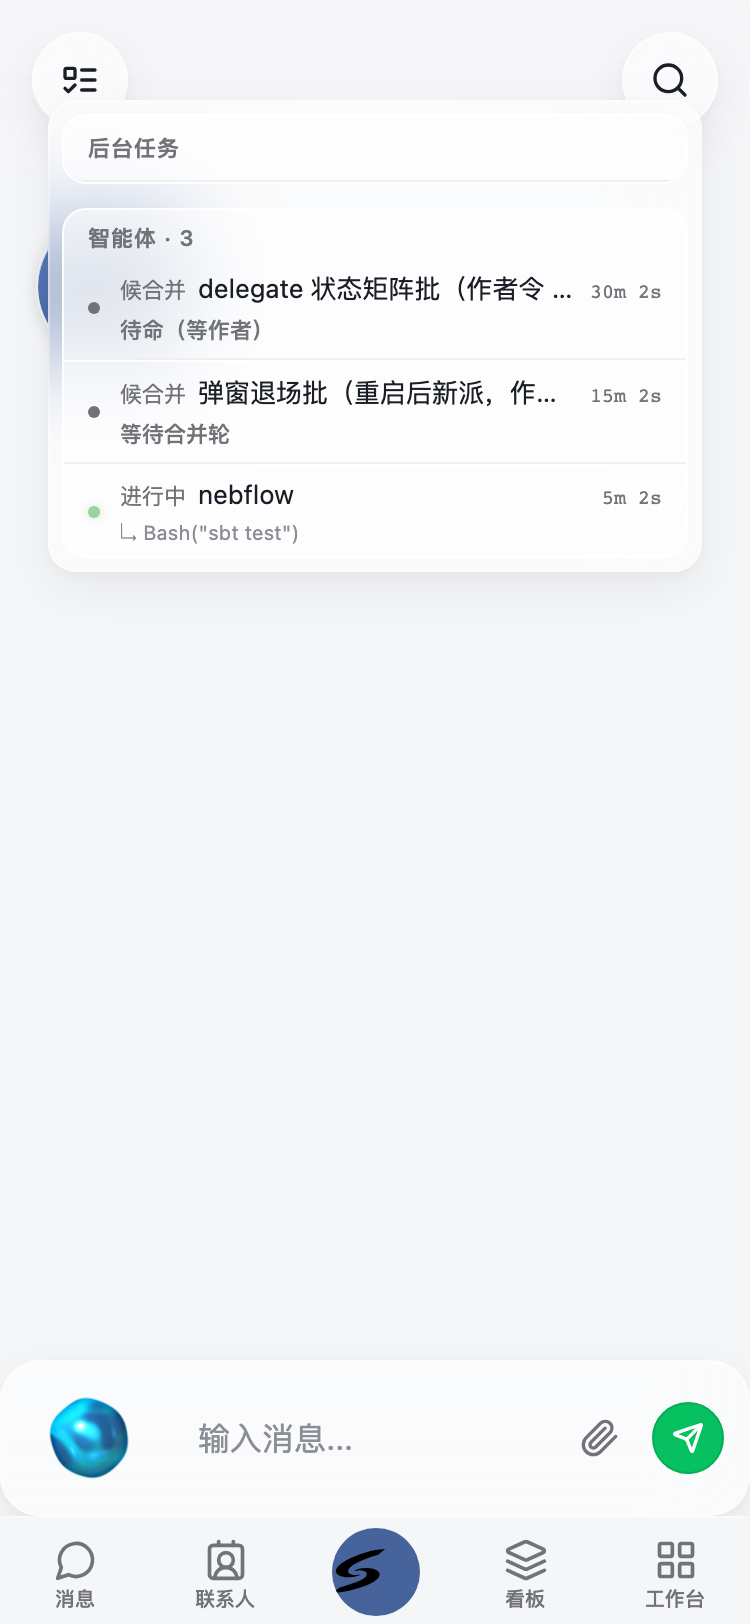 后台任务
智能体 · 3
候合并 delegate 状态矩阵批（作者令 ... 30m 2s
待命（等作者）
候合并 弹窗退场批（重启后新派，作... 15m 2s
等待合并轮
进行中 nebflow 5m 2s
Bash("sbt test")
输入消息...
消息 联系人 看板 工作台